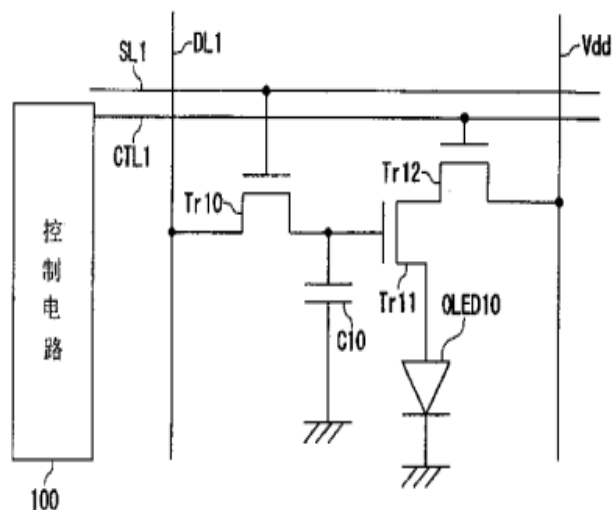 DL1
Vdd
SL1
CTL1
Tr12
Tr10
控制电路
Tr11
OLED10
C10
100